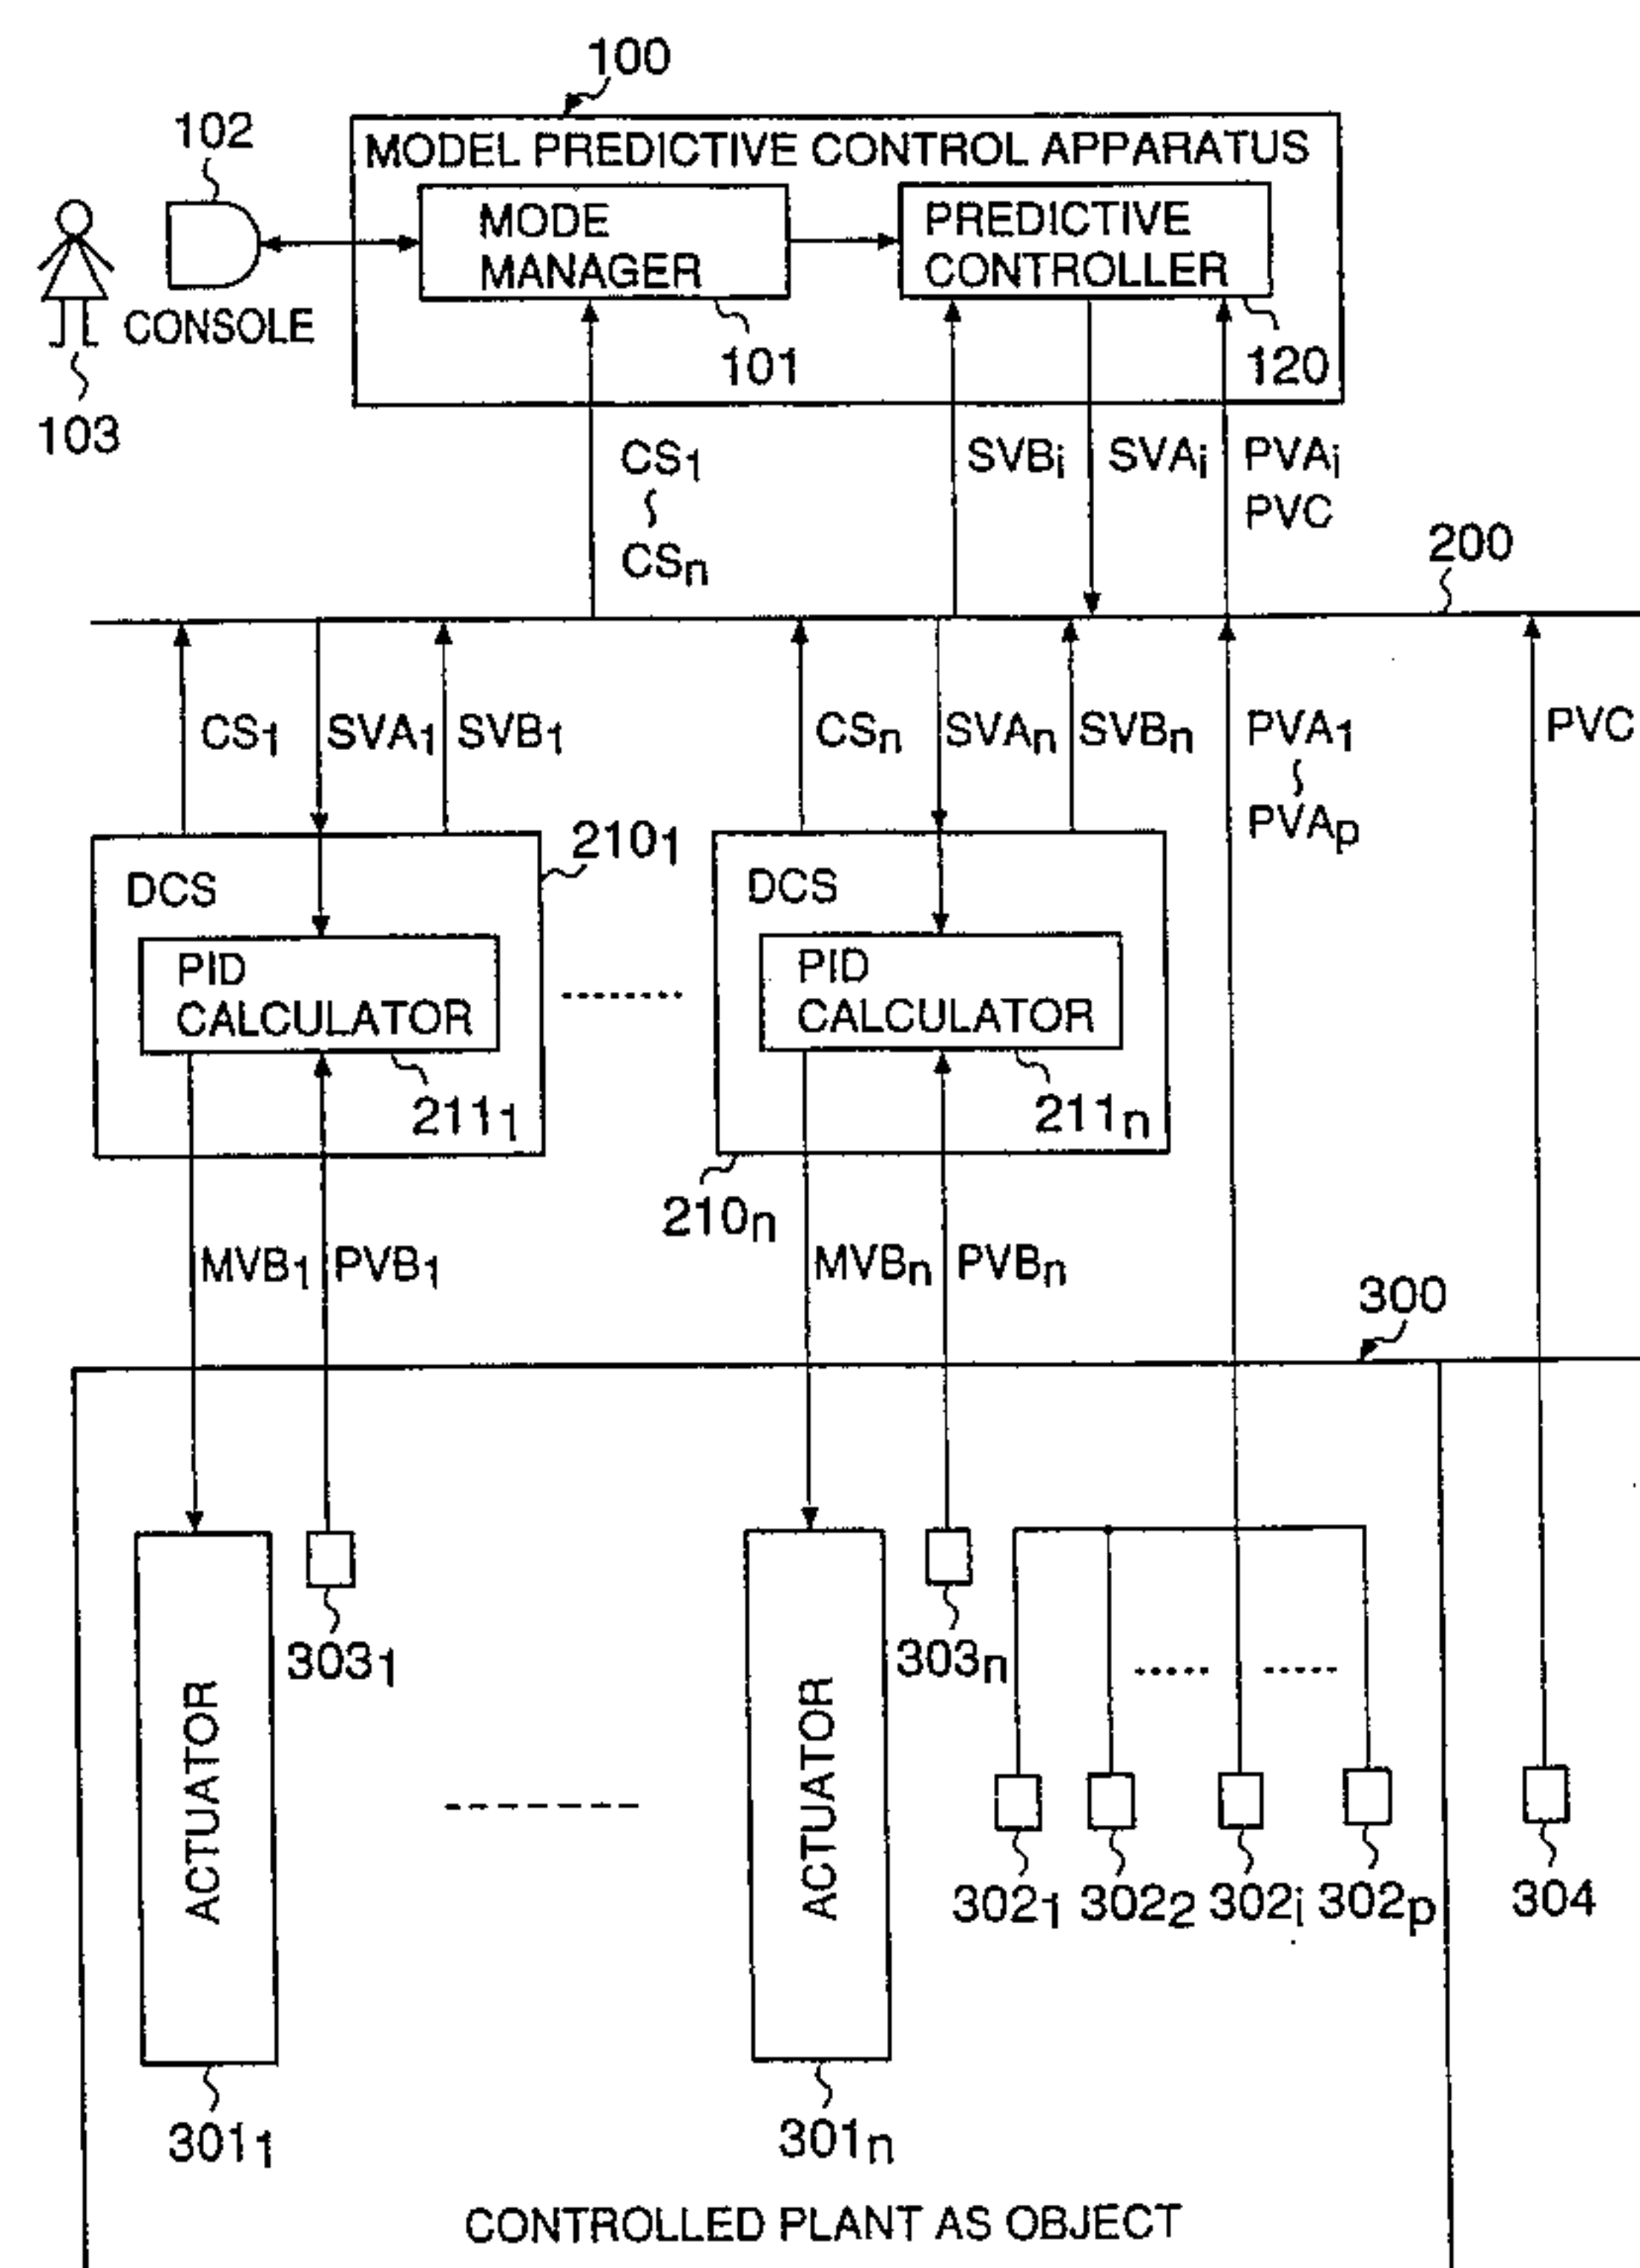 100
102
MODEL PREDICTIVE CONTROL APPARATUS
MODE
MANAGER
PREDICTIVE
CONTROLLER
CONSOLE
101
120
103
CS1
CSn
SVBi
SVAi
PVAi
PVC
200
CS1
SVA1
SVB1
CSn
SVAn
SVBn
PVA1
PVAp
PVC
2101
DCS
DCS
PID
CALCULATOR
PID
CALCULATOR
2111
211n
210n
MVB1
PVB1
MVBn
PVBn
300
3031
303n
ACTUATOR
ACTUATOR
3021
3022
302i
302p
304
3011
301n
CONTROLLED PLANT AS OBJECT